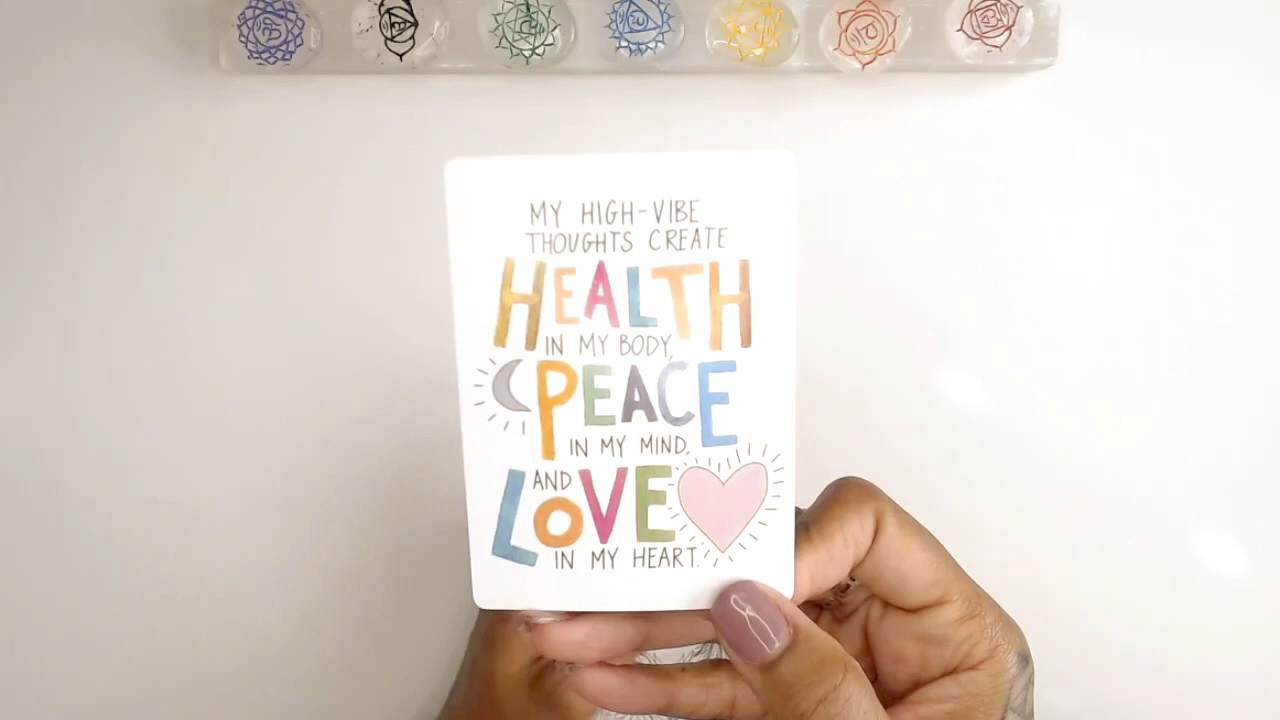 MY HIGH-VIBE
THOUGHTS CREATE
HEALTH
IN MY BODY,
PEACE
IN MY MIND,
AND
LOVE
IN MY HEART.